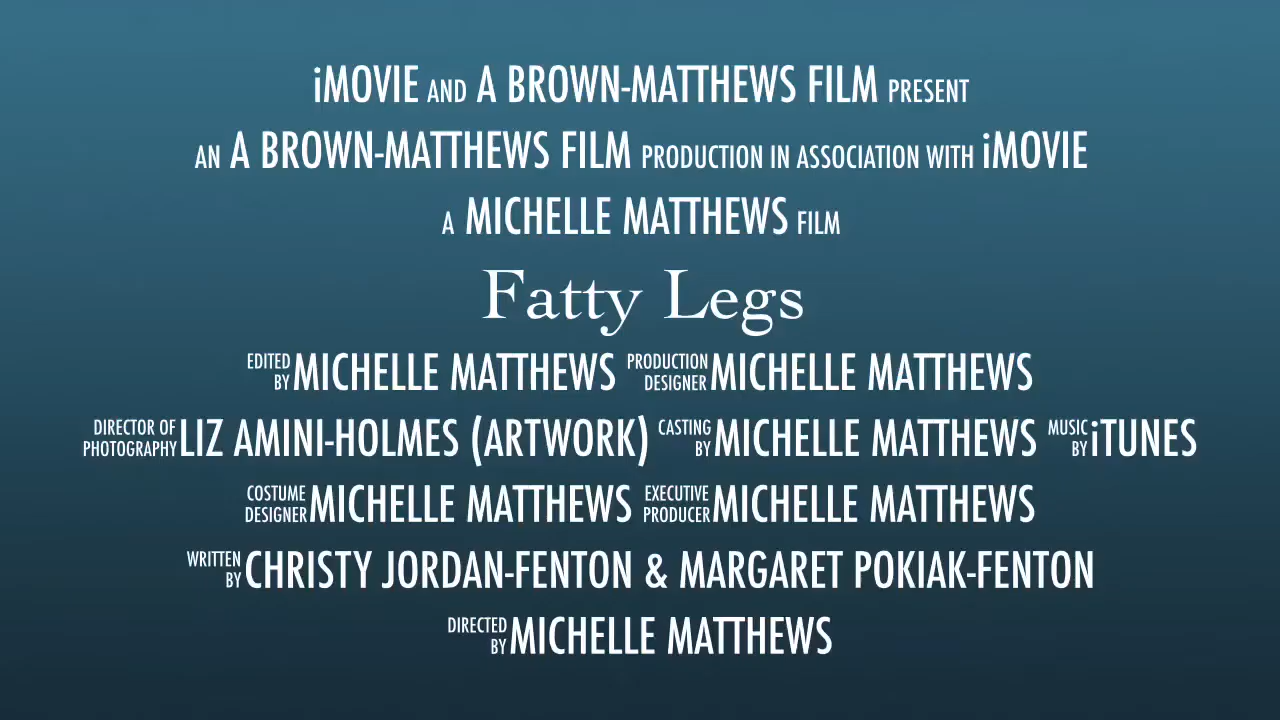 iMOVIE AND A BROWN-MATTHEWS FILM PRESENT
AN A BROWN-MATTHEWS FILM PRODUCTION IN ASSOCIATION WITH iMOVIE
A MICHELLE MATTHEWS FILM
Fatty Legs
EDITED BY MICHELLE MATTHEWS PRODUCTION DESIGNER MICHELLE MATTHEWS
DIRECTOR OF PHOTOGRAPHY LIZ AMINI-HOLMES (ARTWORK) CASTING BY MICHELLE MATTHEWS MUSIC BY iTUNES
COSTUME DESIGNER MICHELLE MATTHEWS EXECUTIVE PRODUCER MICHELLE MATTHEWS
WRITTEN BY CHRISTY JORDAN-FENTON & MARGARET POKIAK-FENTON
DIRECTED BY MICHELLE MATTHEWS